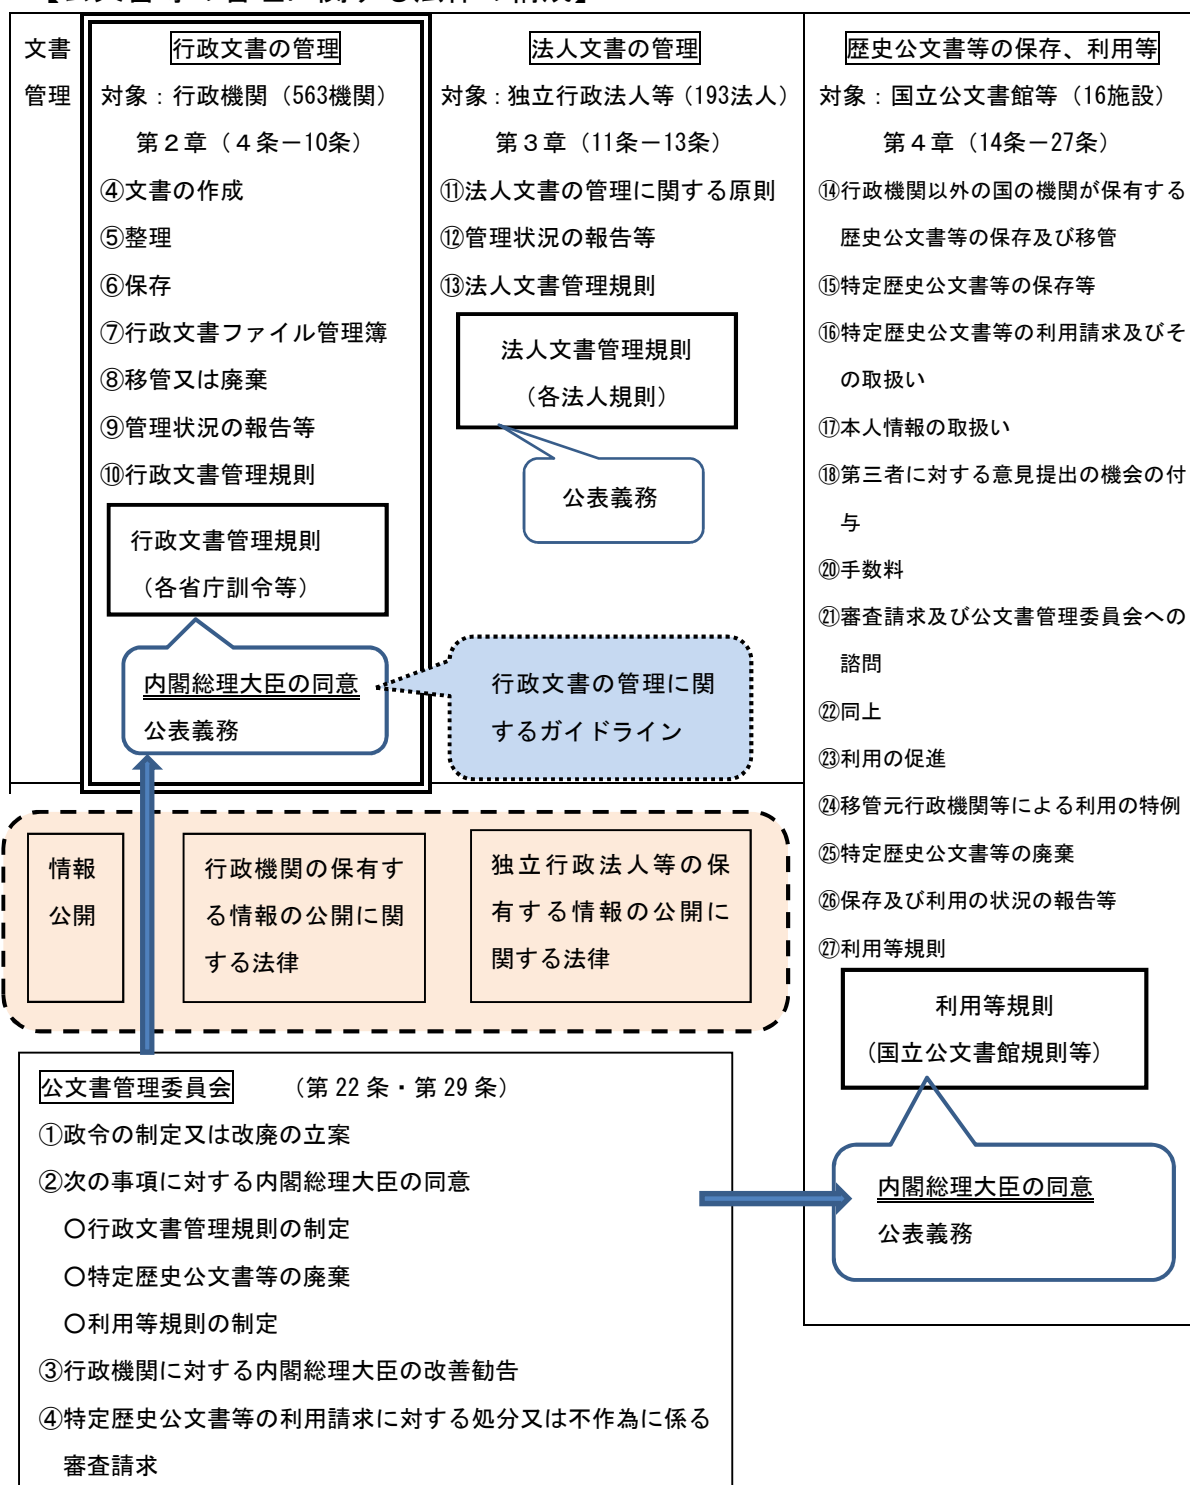 文書
管理
行政文書の管理
対象：行政機関（563機関）
第２章（４条－10条）
④文書の作成
⑤整理
⑥保存
⑦行政文書ファイル管理簿
⑧移管又は廃棄
⑨管理状況の報告等
⑩行政文書管理規則
行政文書管理規則
（各省庁訓令等）
内閣総理大臣の同意
公表義務
法人文書の管理
対象：独立行政法人等（193法人）
第３章（11条－13条）
⑪法人文書の管理に関する原則
⑫管理状況の報告等
⑬法人文書管理規則
法人文書管理規則
（各法人規則）
公表義務
行政文書の管理に関
するガイドライン
歴史公文書等の保存、利用等
対象：国立公文書館等（16施設）
第４章（14条－27条）
⑭行政機関以外の国の機関が保有する
歴史公文書等の保存及び移管
⑮特定歴史公文書等の保存等
⑯特定歴史公文書等の利用請求及びそ
の取扱い
⑰本人情報の取扱い
⑱第三者に対する意見提出の機会の付
与
⑳手数料
㉑審査請求及び公文書管理委員会への
諮問
㉒同上
㉓利用の促進
㉔移管元行政機関等による利用の特例
㉕特定歴史公文書等の廃棄
㉖保存及び利用の状況の報告等
㉗利用等規則
利用等規則
（国立公文書館規則等）
内閣総理大臣の同意
公表義務
情報
公開
行政機関の保有す
る情報の公開に関
する法律
独立行政法人等の保
有する情報の公開に
関する法律
公文書管理委員会　（第 22 条・第 29 条）
①政令の制定又は改廃の立案
②次の事項に対する内閣総理大臣の同意
〇行政文書管理規則の制定
〇特定歴史公文書等の廃棄
〇利用等規則の制定
③行政機関に対する内閣総理大臣の改善勧告
④特定歴史公文書等の利用請求に対する処分又は不作為に係る
審査請求